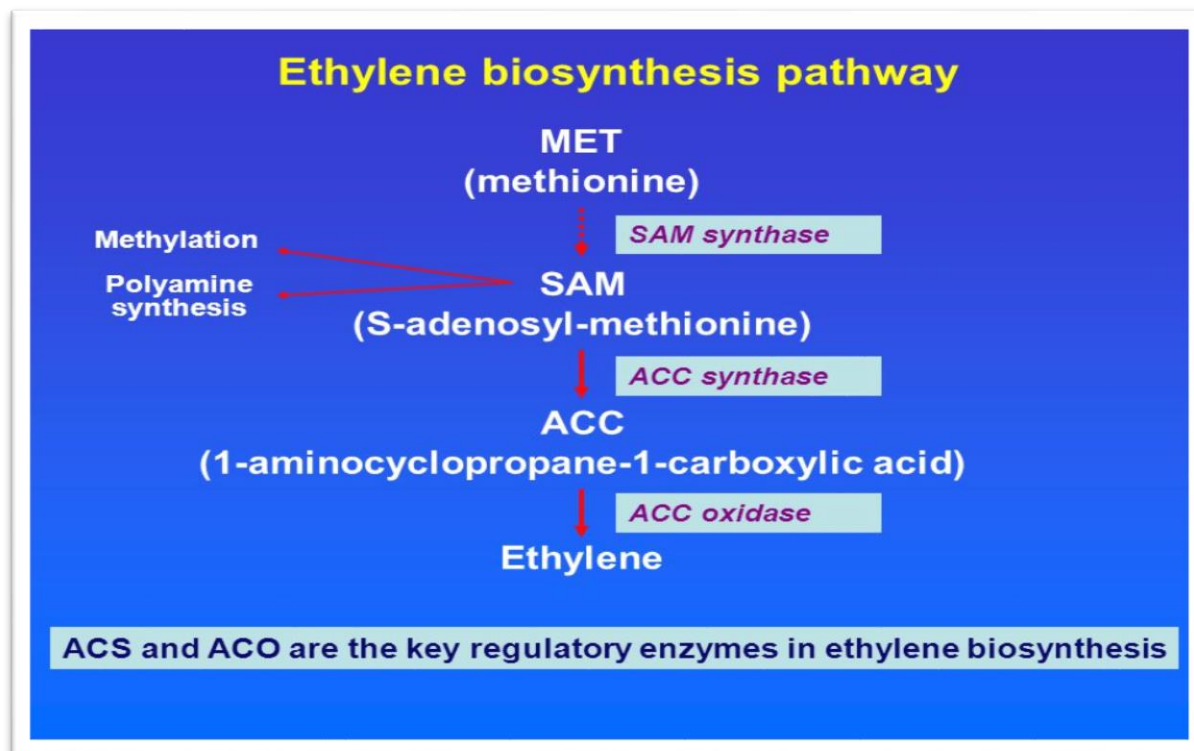 Ethylene biosynthesis pathway
MET
(methionine)
SAM synthase
Methylation
Polyamine
synthesis
SAM
(S-adenosyl-methionine)
ACC synthase
ACC
(1-aminocyclopropane-1-carboxylic acid)
ACC oxidase
Ethylene
ACS and ACO are the key regulatory enzymes in ethylene biosynthesis